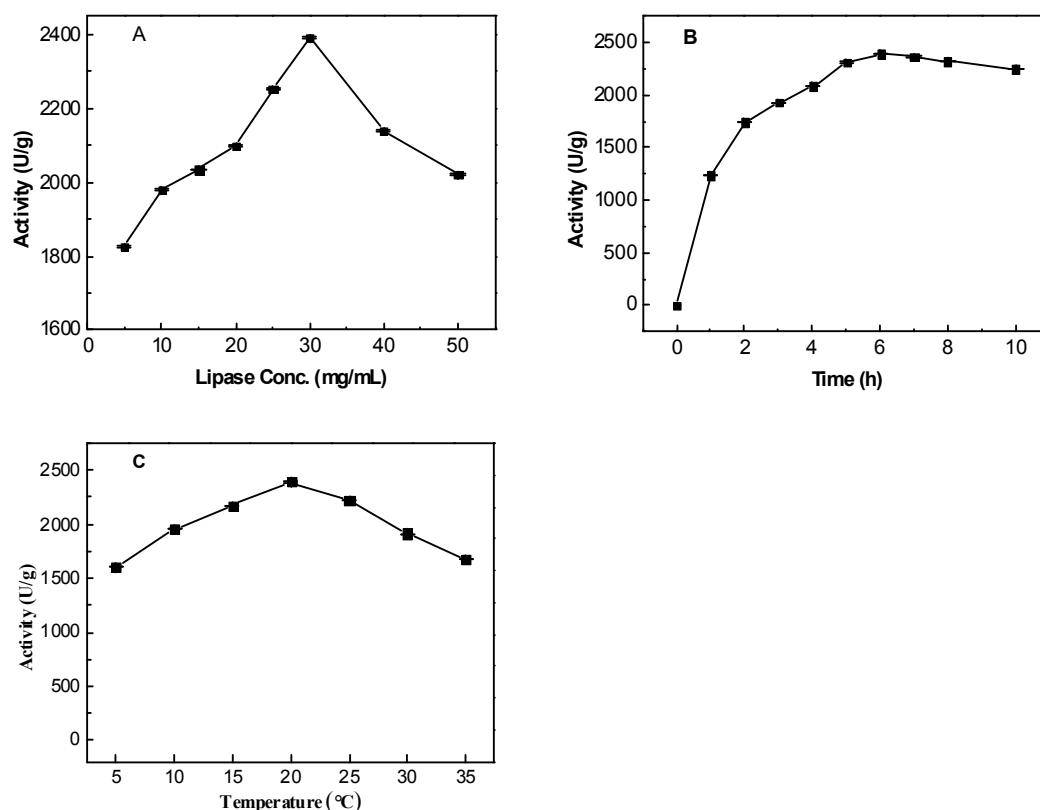 A
2400
2200
2000
1800
1600
0 10 20 30 40 50
Activity (U/g)
Lipase Conc. (mg/mL)
B
2500
2000
1500
1000
500
0
0 2 4 6 8 10
Activity (U/g)
Time (h)
C
2500
2000
1500
1000
500
0
5 10 15 20 25 30 35
Activity (U/g)
Temperature (°C)